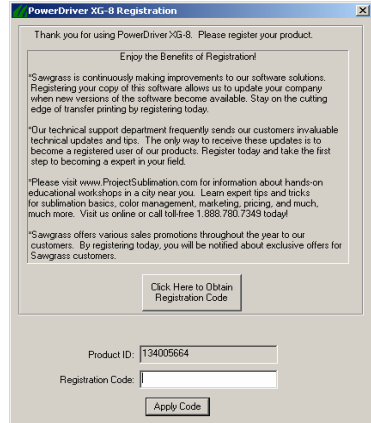 PowerDriver XG-8 Registration
Thank you for using PowerDriver XG-8. Please register your product.
Enjoy the Benefits of Registration!
*Sawgrass is continuously making improvements to our software solutions.
Registering your copy of this software allows us to update your company
when new versions of the software become available. Stay on the cutting
edge of transfer printing by registering today.
*Our technical support department frequently sends our customers invaluable
technical updates and tips. The only way to receive these updates is to
become a registered user of our products. Register today and take the first
step to becoming a expert in your field.
*Please visit www.ProjectSublimation.com for information about hands-on
educational workshops in a city near you. Learn expert tips and tricks
for sublimation basics, color management, marketing, pricing, and much,
much more. Visit us online or call toll-free 1.888.780.7349 today!
*Sawgrass offers various sales promotions throughout the year to our
customers. By registering today, you will be notified about exclusive offers for
Sawgrass customers.
Click Here to Obtain
Registration Code
Product ID: 134005664
Registration Code:
Apply Code